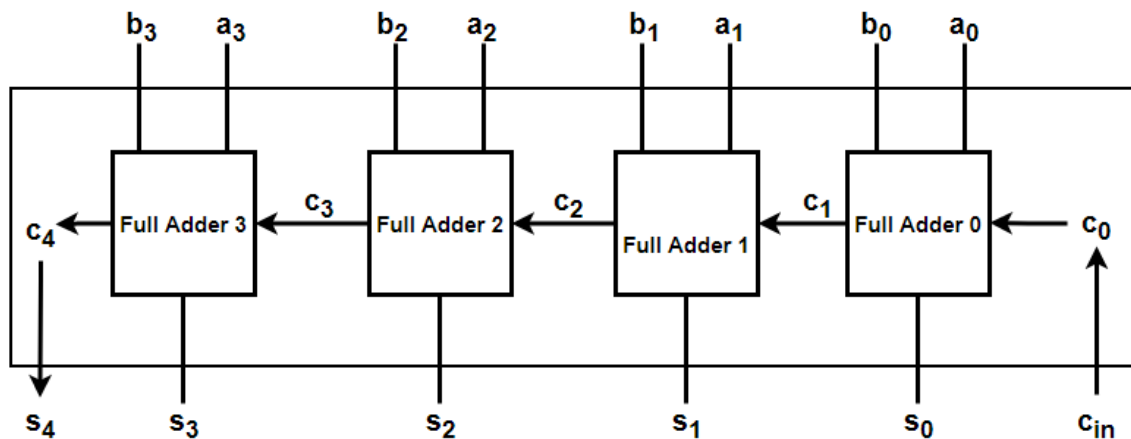 b₃ a₃ b₂ a₂ b₁ a₁ b₀ a₀
c₄ Full Adder 3 c₃ Full Adder 2 c₂ Full Adder 1 c₁ Full Adder 0 c₀
s₄ s₃ s₂ s₁ s₀ cᵢₙ